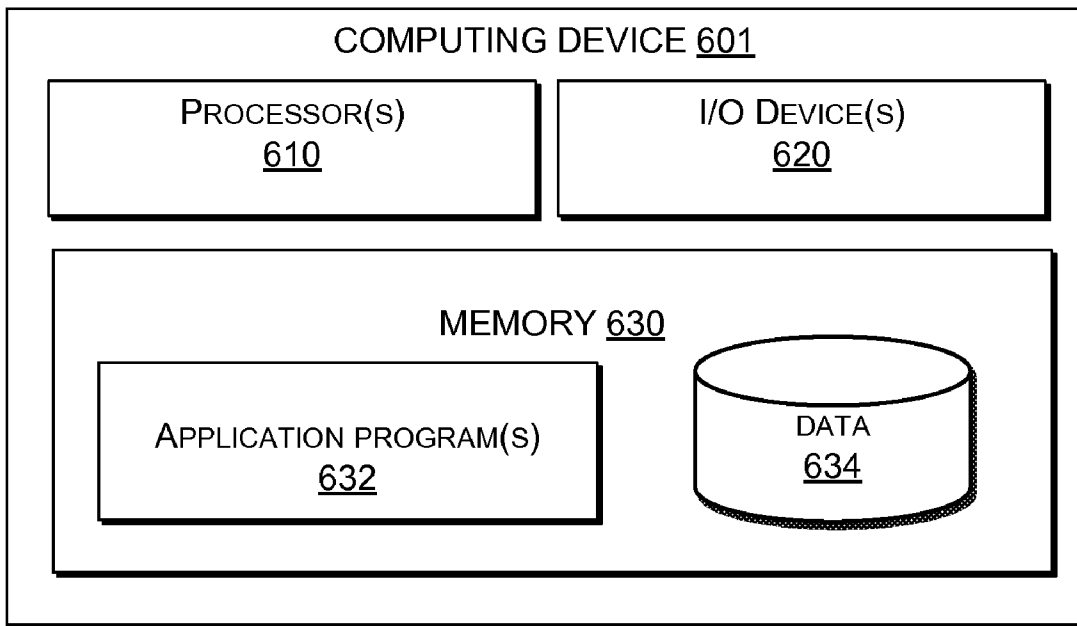 COMPUTING DEVICE 601
PROCESSOR(S)
610
I/O DEVICE(S)
620
MEMORY 630
APPLICATION PROGRAM(S)
632
DATA
634